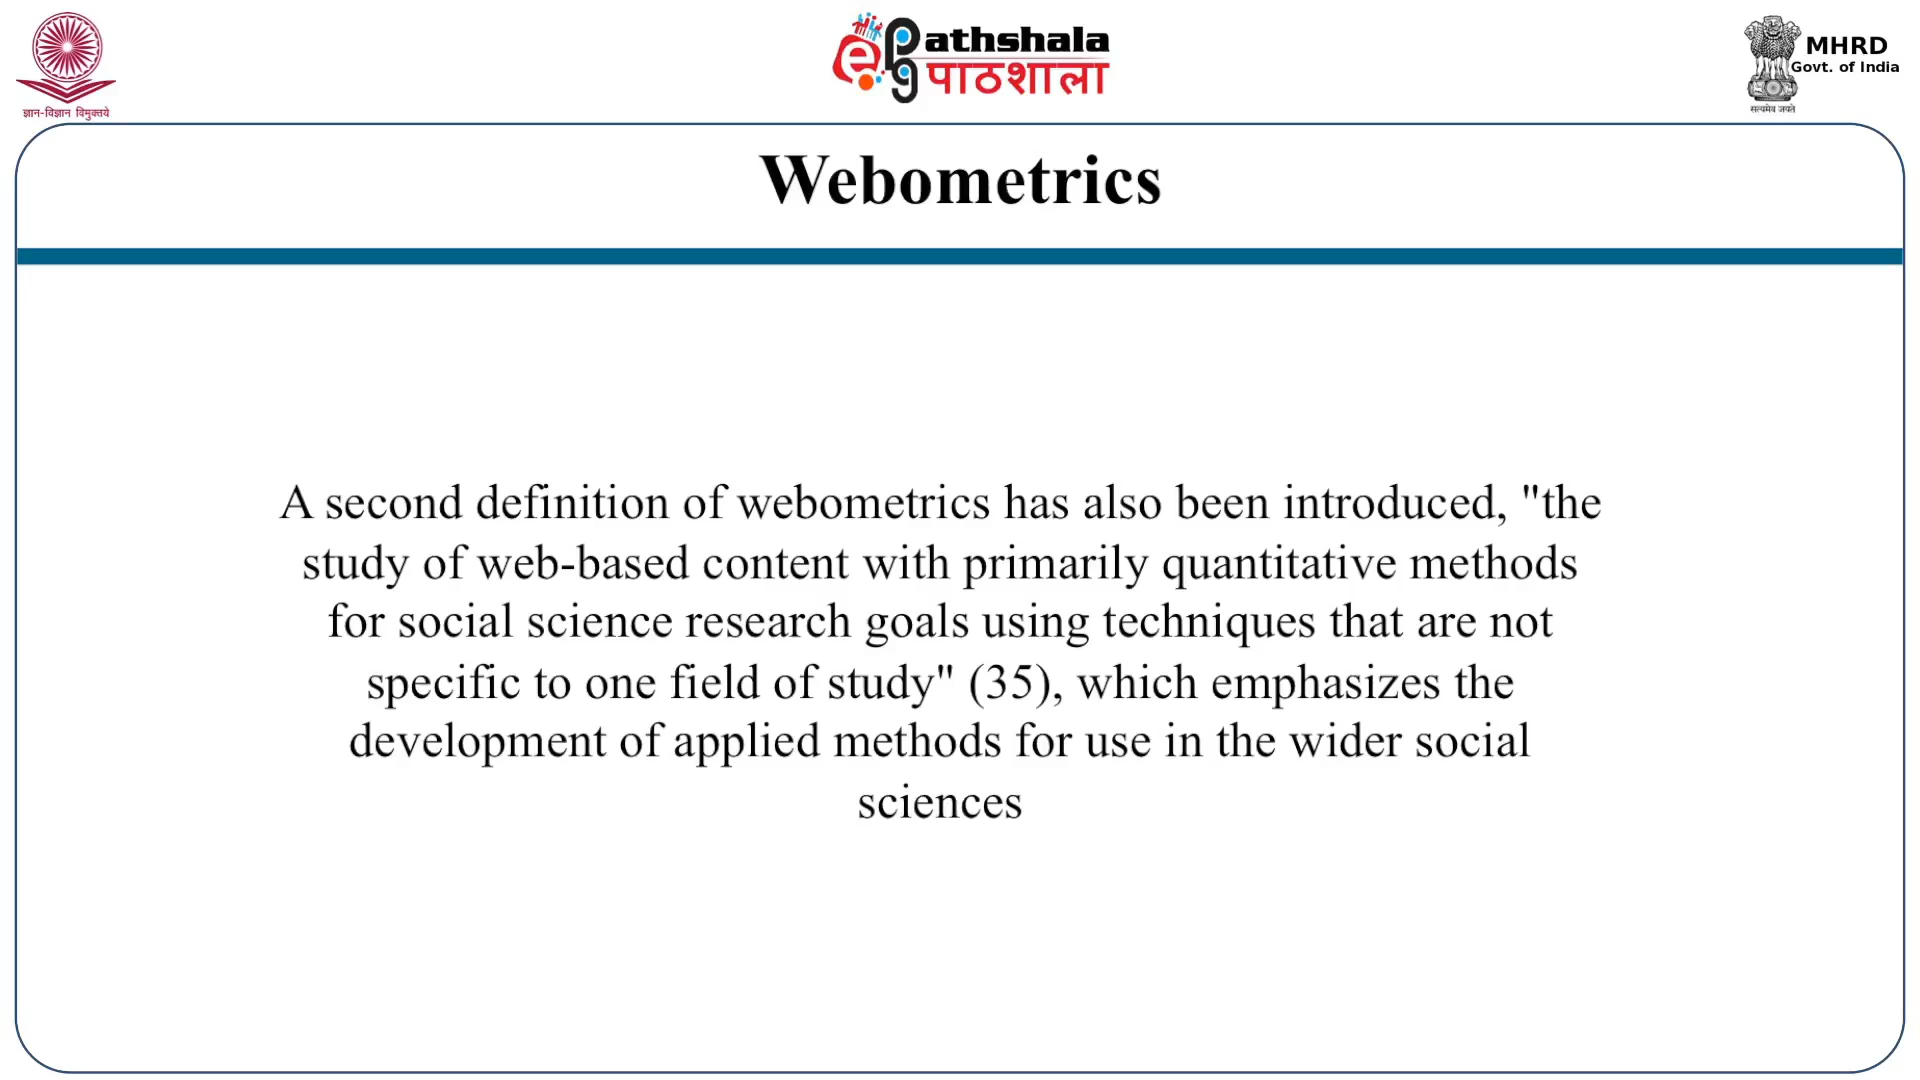 ज्ञान-विज्ञान विमुक्तये
ePg Pathshala
पाठशाला
MHRD
Govt. of India
सत्यमेव जयते
Webometrics
A second definition of webometrics has also been introduced, "the
study of web-based content with primarily quantitative methods
for social science research goals using techniques that are not
specific to one field of study" (35), which emphasizes the
development of applied methods for use in the wider social
sciences